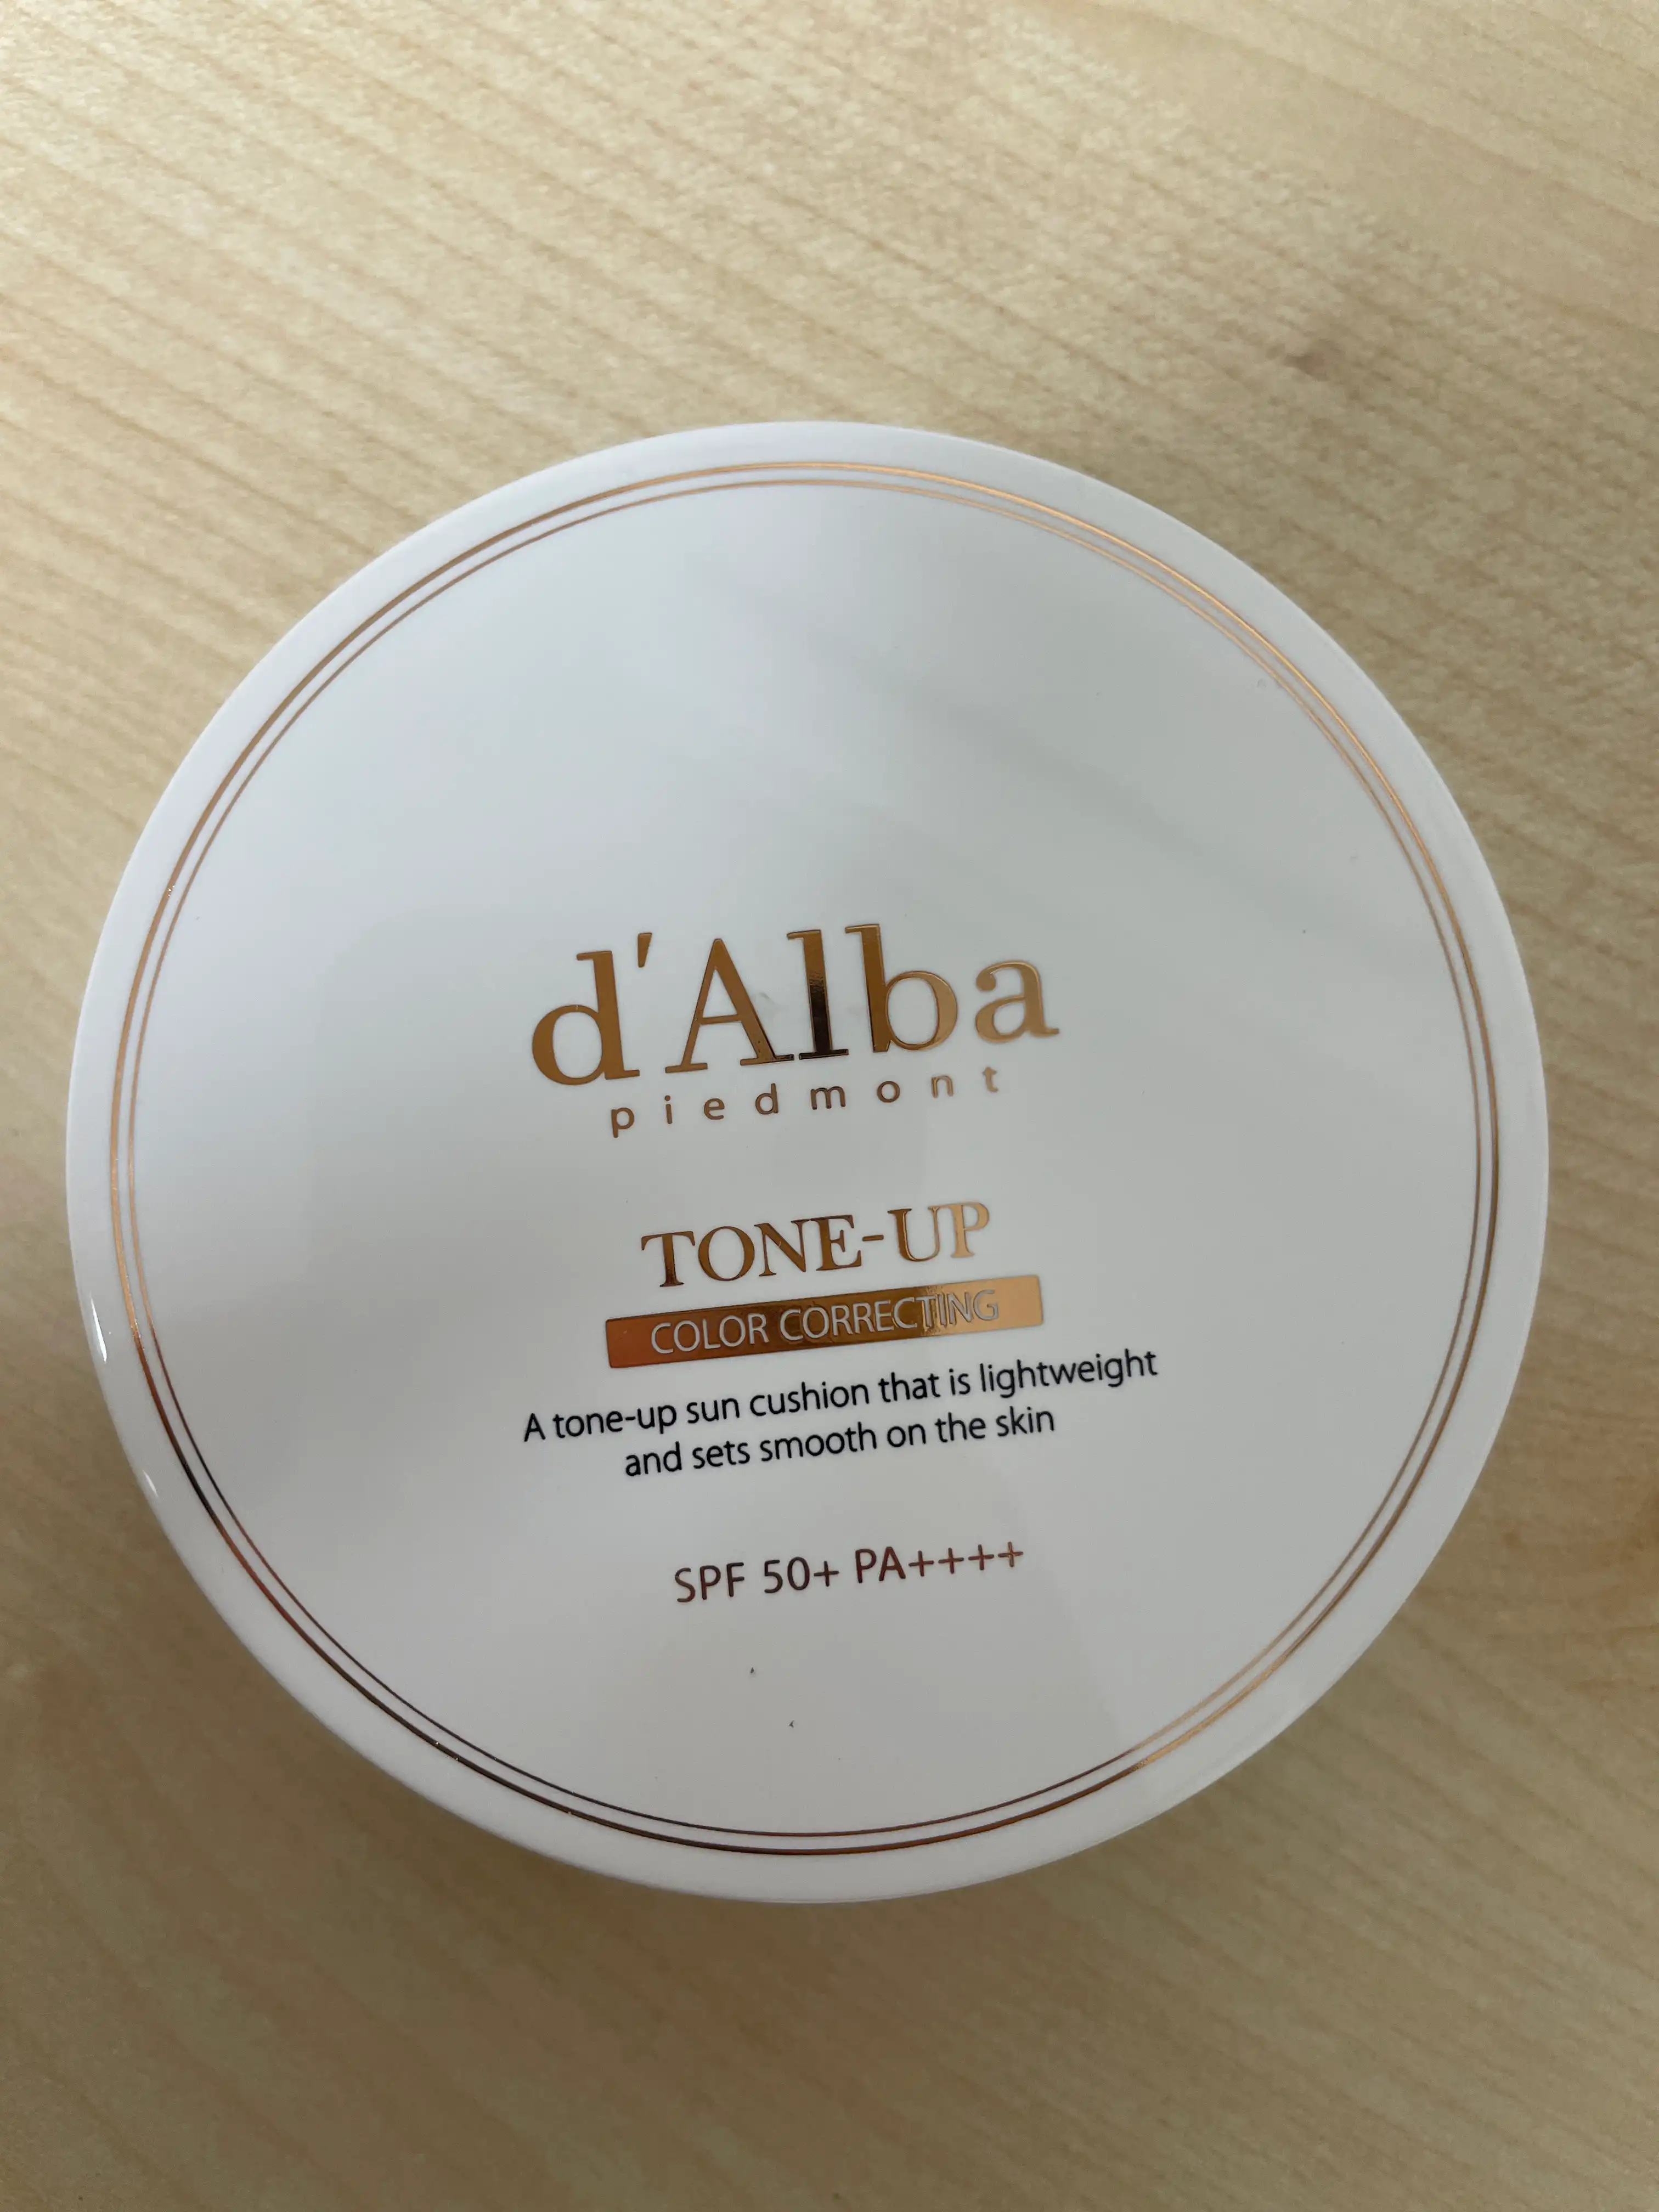 d'Alba
piedmont
TONE-UP
COLOR CORRECTING
A tone-up sun cushion that is lightweight
and sets smooth on the skin
SPF 50+ PA++++